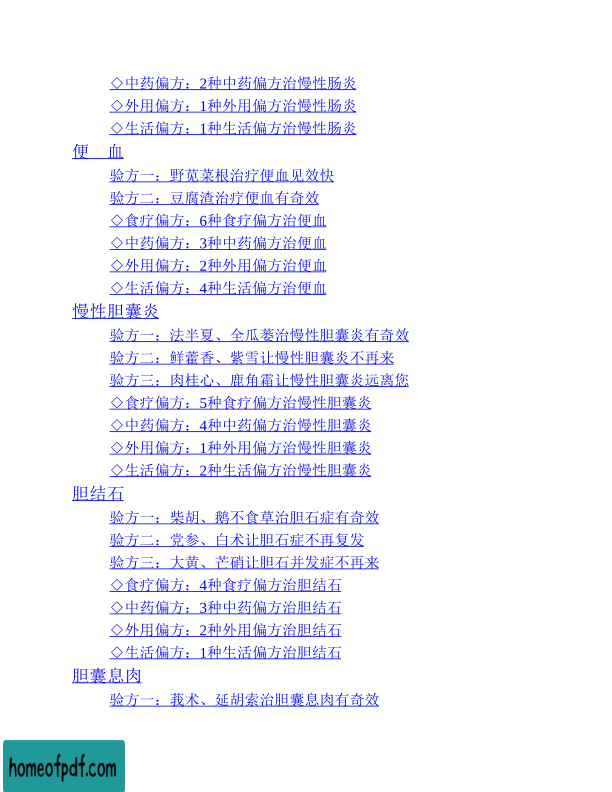 ◇中药偏方：2种中药偏方治慢性肠炎
◇外用偏方：1种外用偏方治慢性肠炎
◇生活偏方：1种生活偏方治慢性肠炎
便　血
验方一：野苋菜根治疗便血见效快
验方二：豆腐渣治疗便血有奇效
◇食疗偏方：6种食疗偏方治便血
◇中药偏方：3种中药偏方治便血
◇外用偏方：2种外用偏方治便血
◇生活偏方：4种生活偏方治便血
慢性胆囊炎
验方一：法半夏、全瓜蒌治慢性胆囊炎有奇效
验方二：鲜藿香、紫雪让慢性胆囊炎不再来
验方三：肉桂心、鹿角霜让慢性胆囊炎远离您
◇食疗偏方：5种食疗偏方治慢性胆囊炎
◇中药偏方：4种中药偏方治慢性胆囊炎
◇外用偏方：1种外用偏方治慢性胆囊炎
◇生活偏方：2种生活偏方治慢性胆囊炎
胆结石
验方一：柴胡、鹅不食草治胆石症有奇效
验方二：党参、白术让胆石症不再复发
验方三：大黄、芒硝让胆石并发症不再来
◇食疗偏方：4种食疗偏方治胆结石
◇中药偏方：3种中药偏方治胆结石
◇外用偏方：2种外用偏方治胆结石
◇生活偏方：1种生活偏方治胆结石
胆囊息肉
验方一：莪术、延胡索治胆囊息肉有奇效
homeofpdf.com